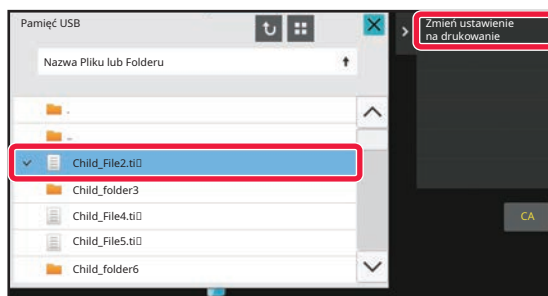 Pamięć USB
Zmień ustawienie
na drukowanie
Nazwa Pliku lub Folderu
.
..
Child_File2.ti▯
Child_folder3
Child_File4.ti▯
Child_File5.ti▯
Child_folder6
CA